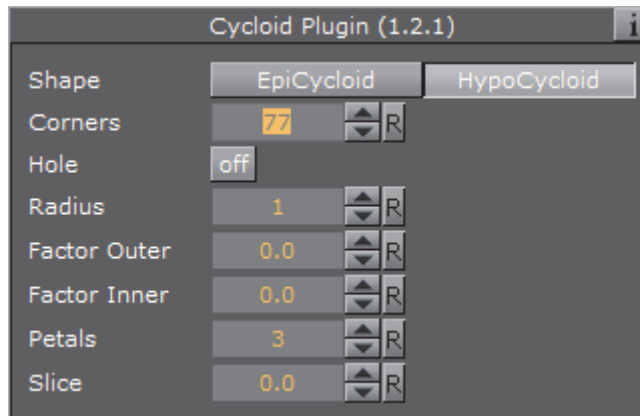 Cycloid Plugin (1.2.1) i
Shape EpiCycloid HypoCycloid
Corners 77 R
Hole off
Radius 1 R
Factor Outer 0.0 R
Factor Inner 0.0 R
Petals 3 R
Slice 0.0 R